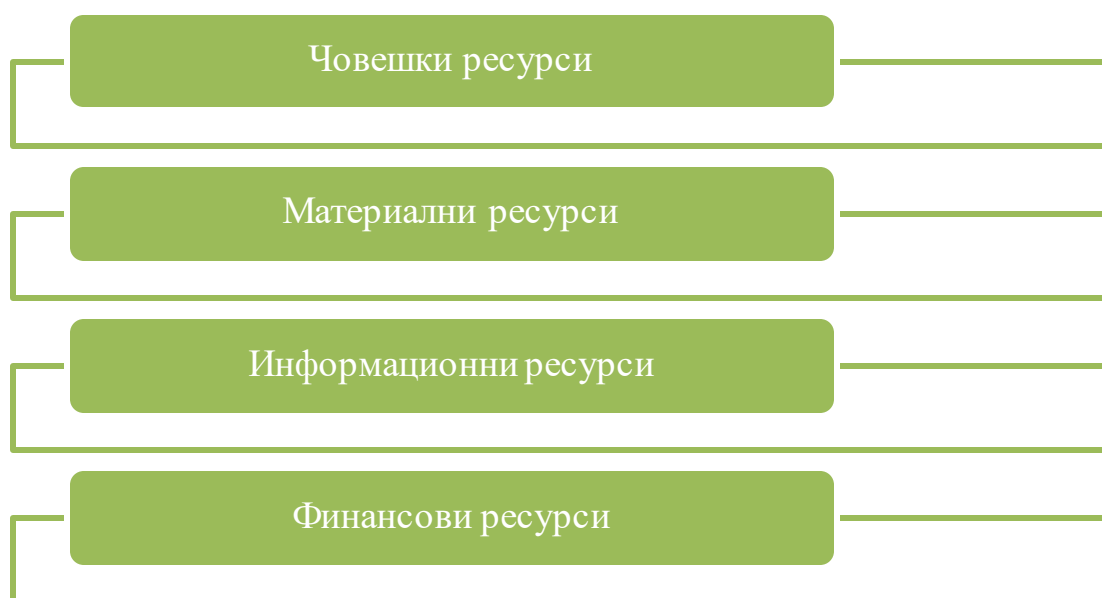 Човешки ресурси
Материални ресурси
Информационни ресурси
Финансови ресурси